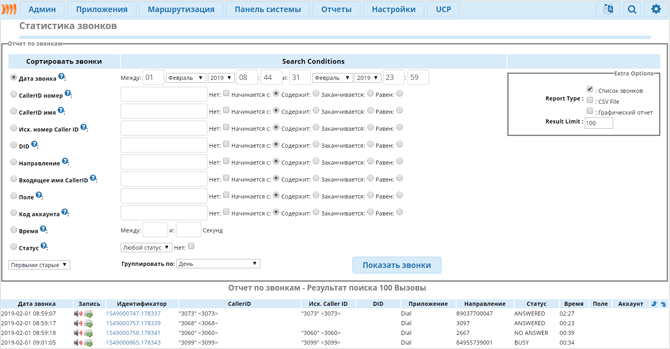 Админ Приложения Маршрутизация Панель системы Отчеты Настройки UCP
Статистика звонков
Отчет по звонкам
Сортировать звонки Search Conditions
Extra Options
Дата звонка ?: Между: 01 Февраль 2019 08 : 44 и: 31 Февраль 2019 23 : 59
CallerID номер ?: Нет: Начинается с: Содержит: Заканчивается: Равен:
CallerID имя ?: Нет: Начинается с: Содержит: Заканчивается: Равен:
Исх. номер Caller ID ?: Нет: Начинается с: Содержит: Заканчивается: Равен:
DID ?: Нет: Начинается с: Содержит: Заканчивается: Равен:
Направление ?: Нет: Начинается с: Содержит: Заканчивается: Равен:
Входящее имя CallerID ?: Нет: Начинается с: Содержит: Заканчивается: Равен:
Поле ?: Нет: Начинается с: Содержит: Заканчивается: Равен:
Код аккаунта ?: Нет: Начинается с: Содержит: Заканчивается: Равен:
Время ?: Между: и: Секунд
Статус ?: Любой статус Нет:
Первыми старые Группировать по: День Показать звонки
: Список звонков
Report Type : : CSV File
: Графический отчет
Result Limit : 100
Отчет по звонкам - Результат поиска 100 Вызовы
Дата звонка Запись Идентификатор CallerID Исх. Caller ID DID Приложение Направление Статус Время Поле Аккаунт
2019-02-01 08:59:07 1549000747.178337 "3073" <3073> "3073" <3073> Dial 89037700047 ANSWERED 02:27
2019-02-01 08:59:17 1549000757.178339 "3068" <3068> Dial 3097 ANSWERED 00:23
2019-02-01 08:59:18 1549000758.178341 "3060" <3060> "3060" <3060> Dial 2667 NO ANSWER 00:39
2019-02-01 09:01:05 1549000865.178343 "3099" <3099> "3099" <3099> Dial 84955739001 BUSY 00:34